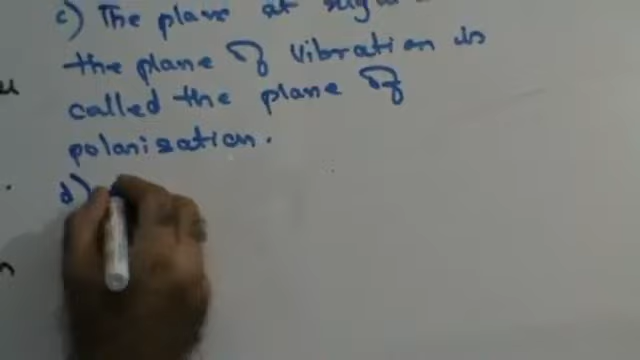 c) The plane at
the plane of vibration is
called the plane of
polarisation.
d)